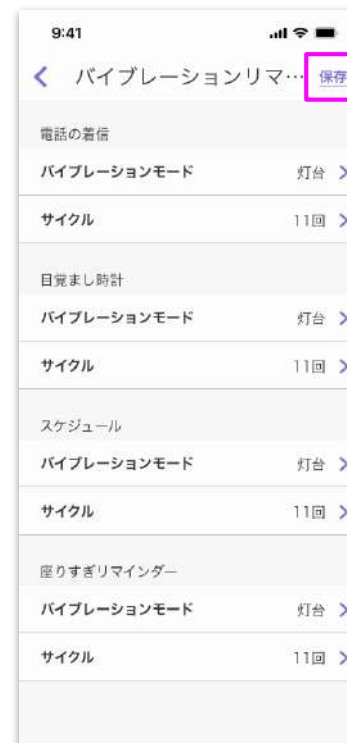 9:41
バイブレーションリマ… 保存
電話の着信
バイブレーションモード 灯台
サイクル 11回
目覚まし時計
バイブレーションモード 灯台
サイクル 11回
スケジュール
バイブレーションモード 灯台
サイクル 11回
座りすぎリマインダー
バイブレーションモード 灯台
サイクル 11回